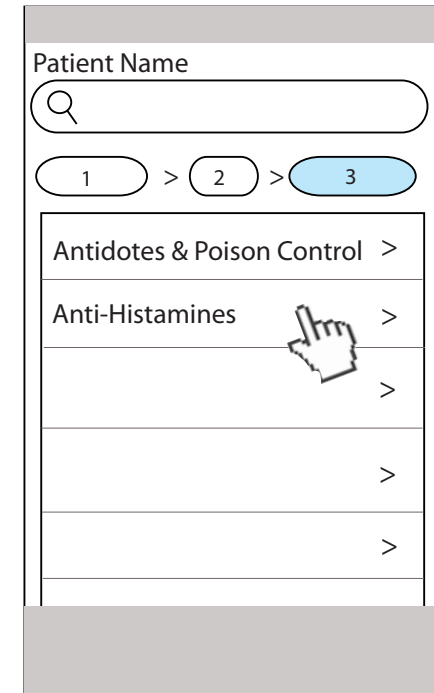 Patient Name
1 > 2 > 3
Antidotes & Poison Control >
Anti-Histamines >
>
>
>